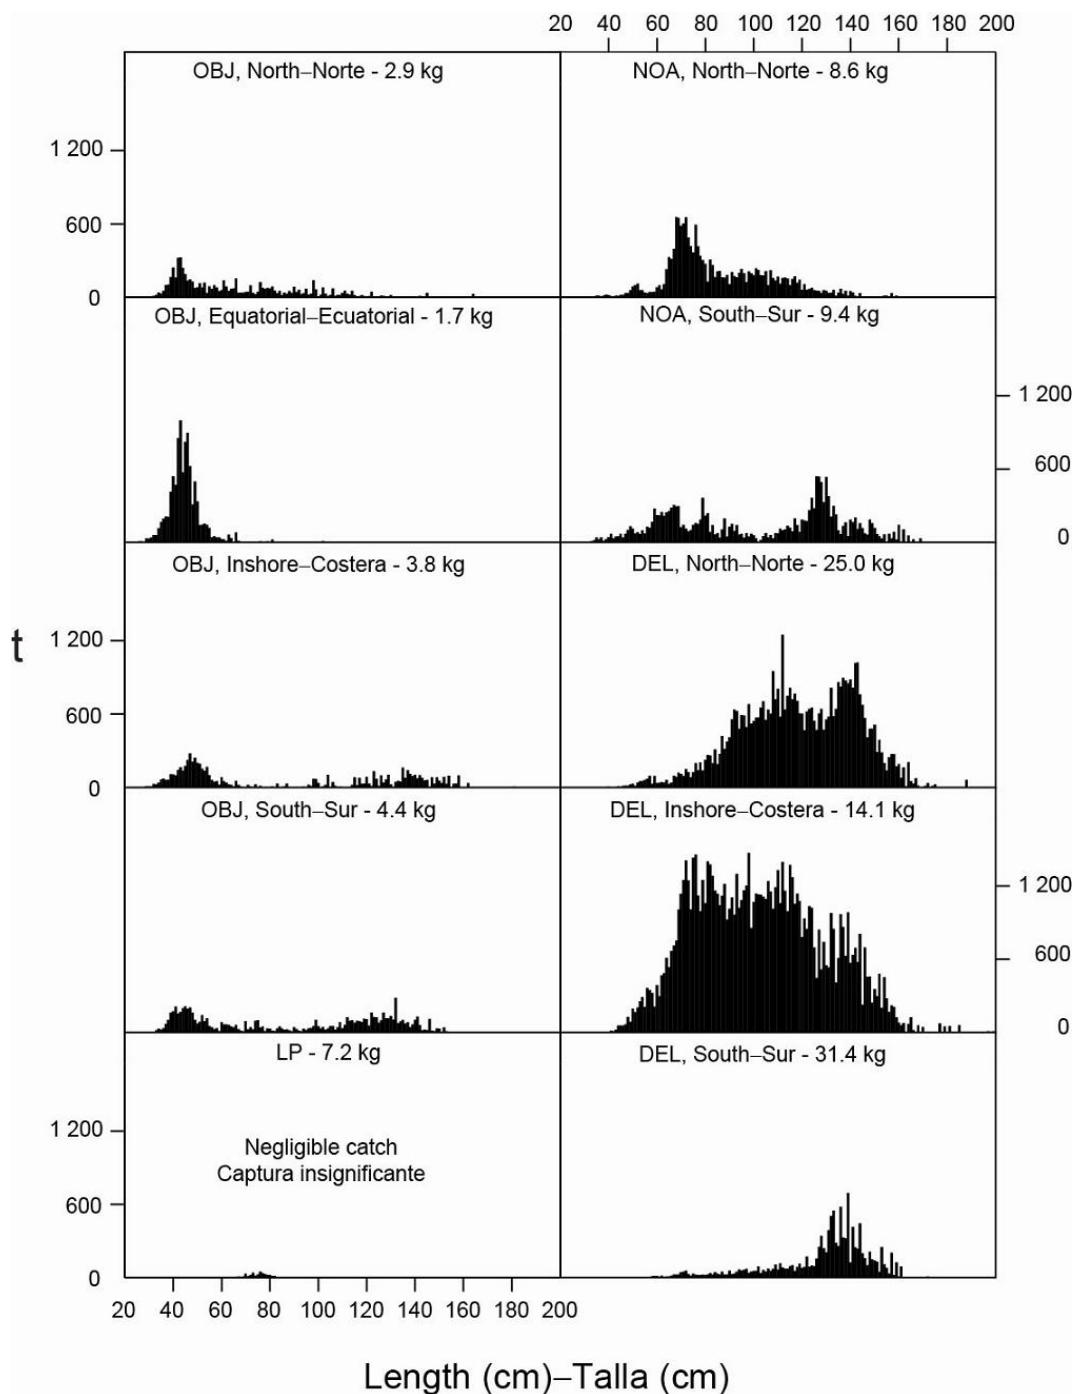 20 40 60 80 100 120 140 160 180 200
OBJ, North–Norte - 2.9 kg
NOA, North–Norte - 8.6 kg
1 200
600
0
OBJ, Equatorial–Ecuatorial - 1.7 kg
NOA, South–Sur - 9.4 kg
1 200
600
0
OBJ, Inshore–Costera - 3.8 kg
DEL, North–Norte - 25.0 kg
t
1 200
600
0
OBJ, South–Sur - 4.4 kg
DEL, Inshore–Costera - 14.1 kg
1 200
600
0
LP - 7.2 kg
DEL, South–Sur - 31.4 kg
1 200
600
0
Negligible catch
Captura insignificante
20 40 60 80 100 120 140 160 180 200
200
Length (cm)–Talla (cm)